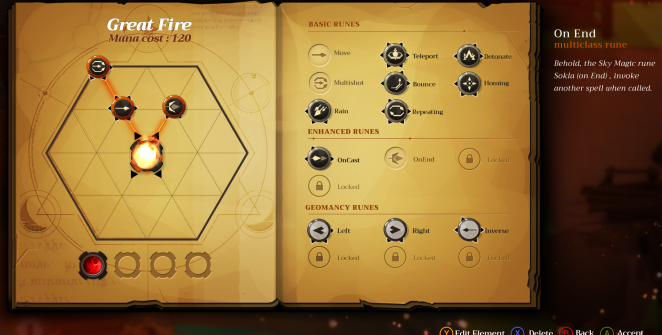 Great Fire
Mana cost : 120
BASIC RUNES
Move
Teleport
Detonate
Multishot
Bounce
Homing
Rain
Repeating
ENHANCED RUNES
OnCast
OnEnd
Locked
Locked
GEOMANCY RUNES
Left
Right
Inverse
Locked
Locked
Locked
On End
multiclass rune
Behold, the Sky Magic rune
Sokla (on End) , invoke
another spell when called.
Y Edit Element X Delete B Back A Accept